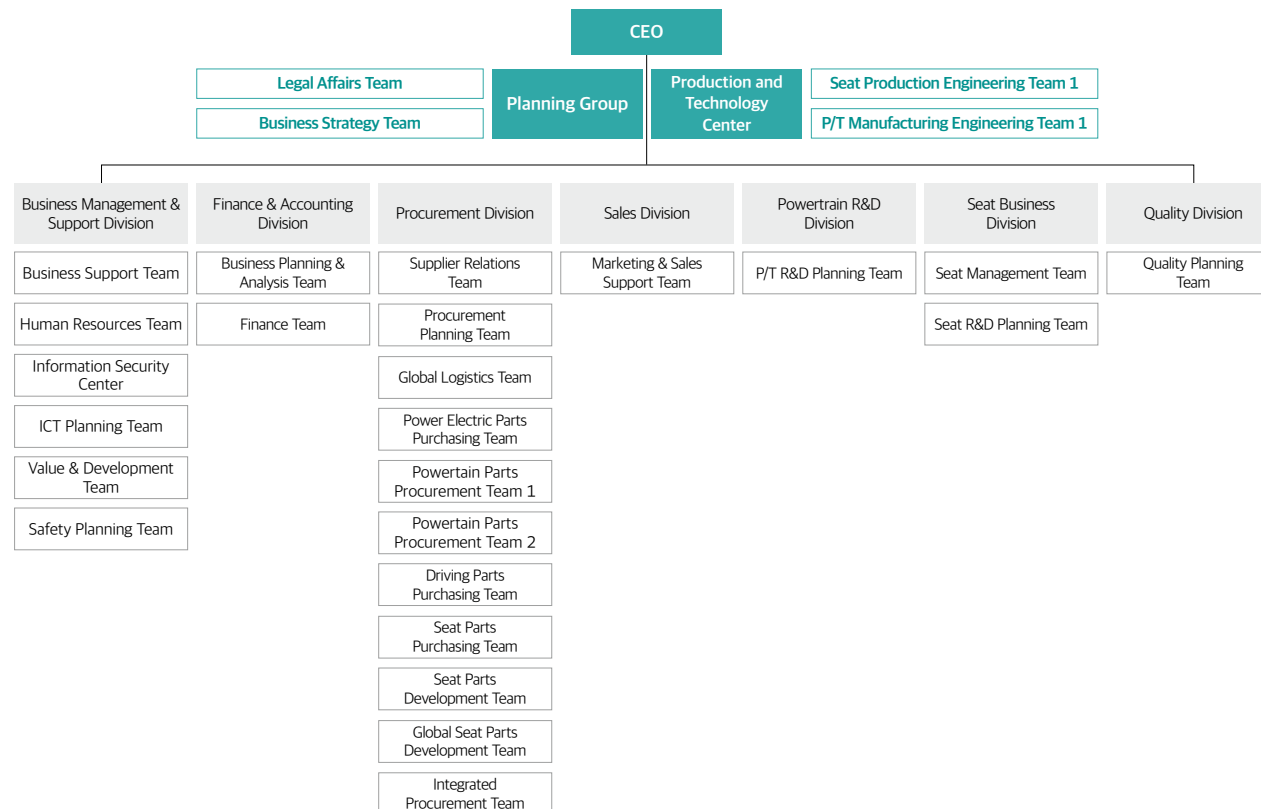 CEO
Legal Affairs Team
Business Strategy Team
Planning Group
Production and
Technology
Center
Seat Production Engineering Team 1
P/T Manufacturing Engineering Team 1
Business Management &
Support Division
Business Support Team
Human Resources Team
Information Security
Center
ICT Planning Team
Value & Development
Team
Safety Planning Team
Finance & Accounting
Division
Business Planning &
Analysis Team
Finance Team
Procurement Division
Supplier Relations
Team
Procurement
Planning Team
Global Logistics Team
Power Electric Parts
Purchasing Team
Powertain Parts
Procurement Team 1
Powertain Parts
Procurement Team 2
Driving Parts
Purchasing Team
Seat Parts
Purchasing Team
Seat Parts
Development Team
Global Seat Parts
Development Team
Integrated
Procurement Team
Sales Division
Marketing & Sales
Support Team
Powertrain R&D
Division
P/T R&D Planning Team
Seat Business
Division
Seat Management Team
Seat R&D Planning Team
Quality Division
Quality Planning
Team